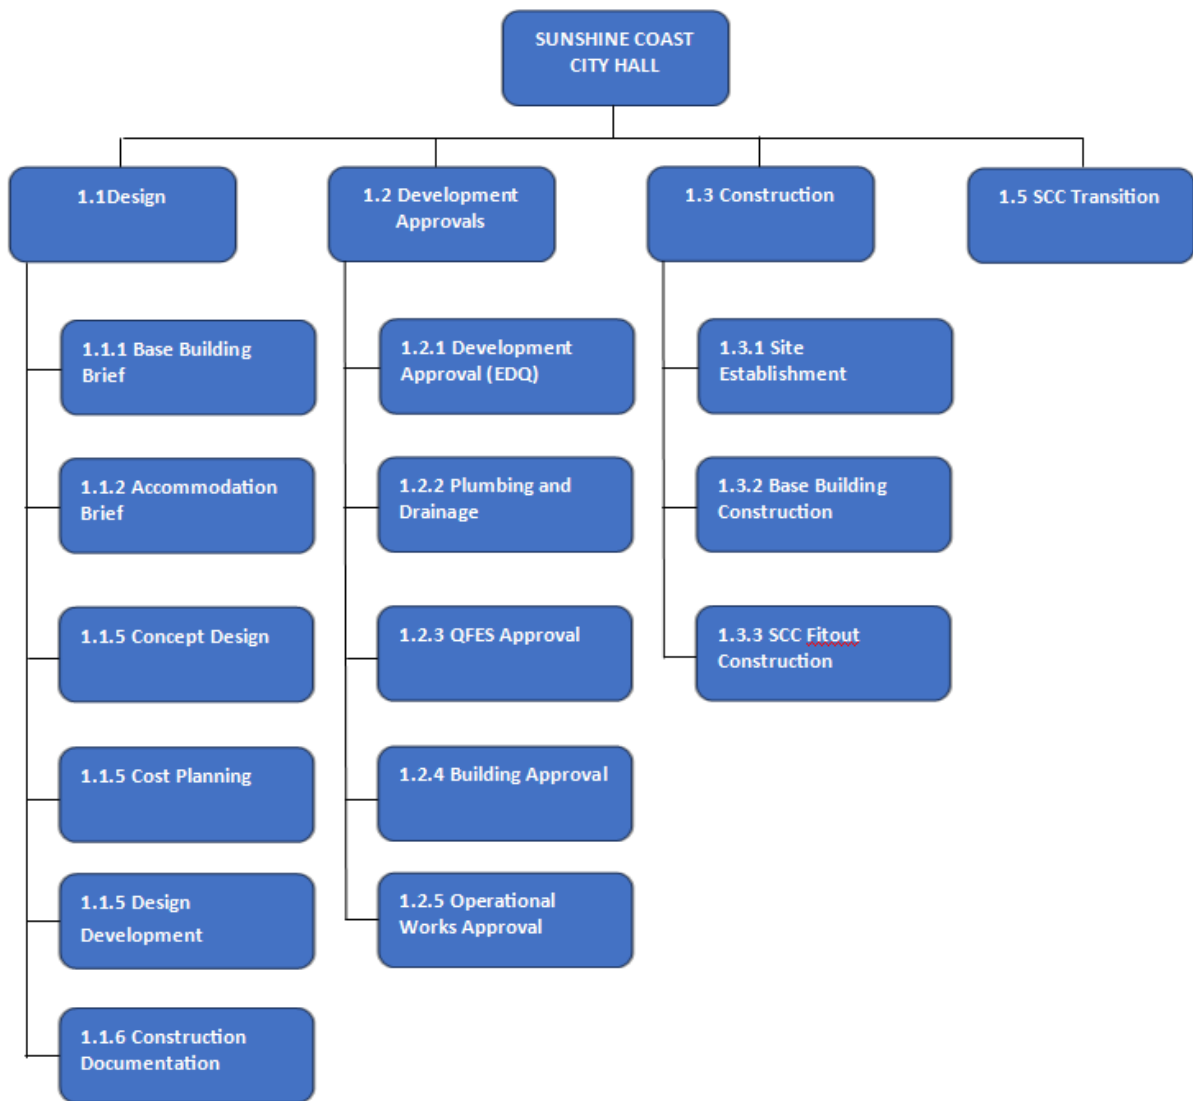 SUNSHINE COAST
CITY HALL
1.1Design
1.2 Development
Approvals
1.3 Construction
1.5 SCC Transition
1.1.1 Base Building
Brief
1.1.2 Accommodation
Brief
1.1.5 Concept Design
1.1.5 Cost Planning
1.1.5 Design
Development
1.1.6 Construction
Documentation
1.2.1 Development
Approval (EDQ)
1.2.2 Plumbing and
Drainage
1.2.3 QFES Approval
1.2.4 Building Approval
1.2.5 Operational
Works Approval
1.3.1 Site
Establishment
1.3.2 Base Building
Construction
1.3.3 SCC Fitout
Construction